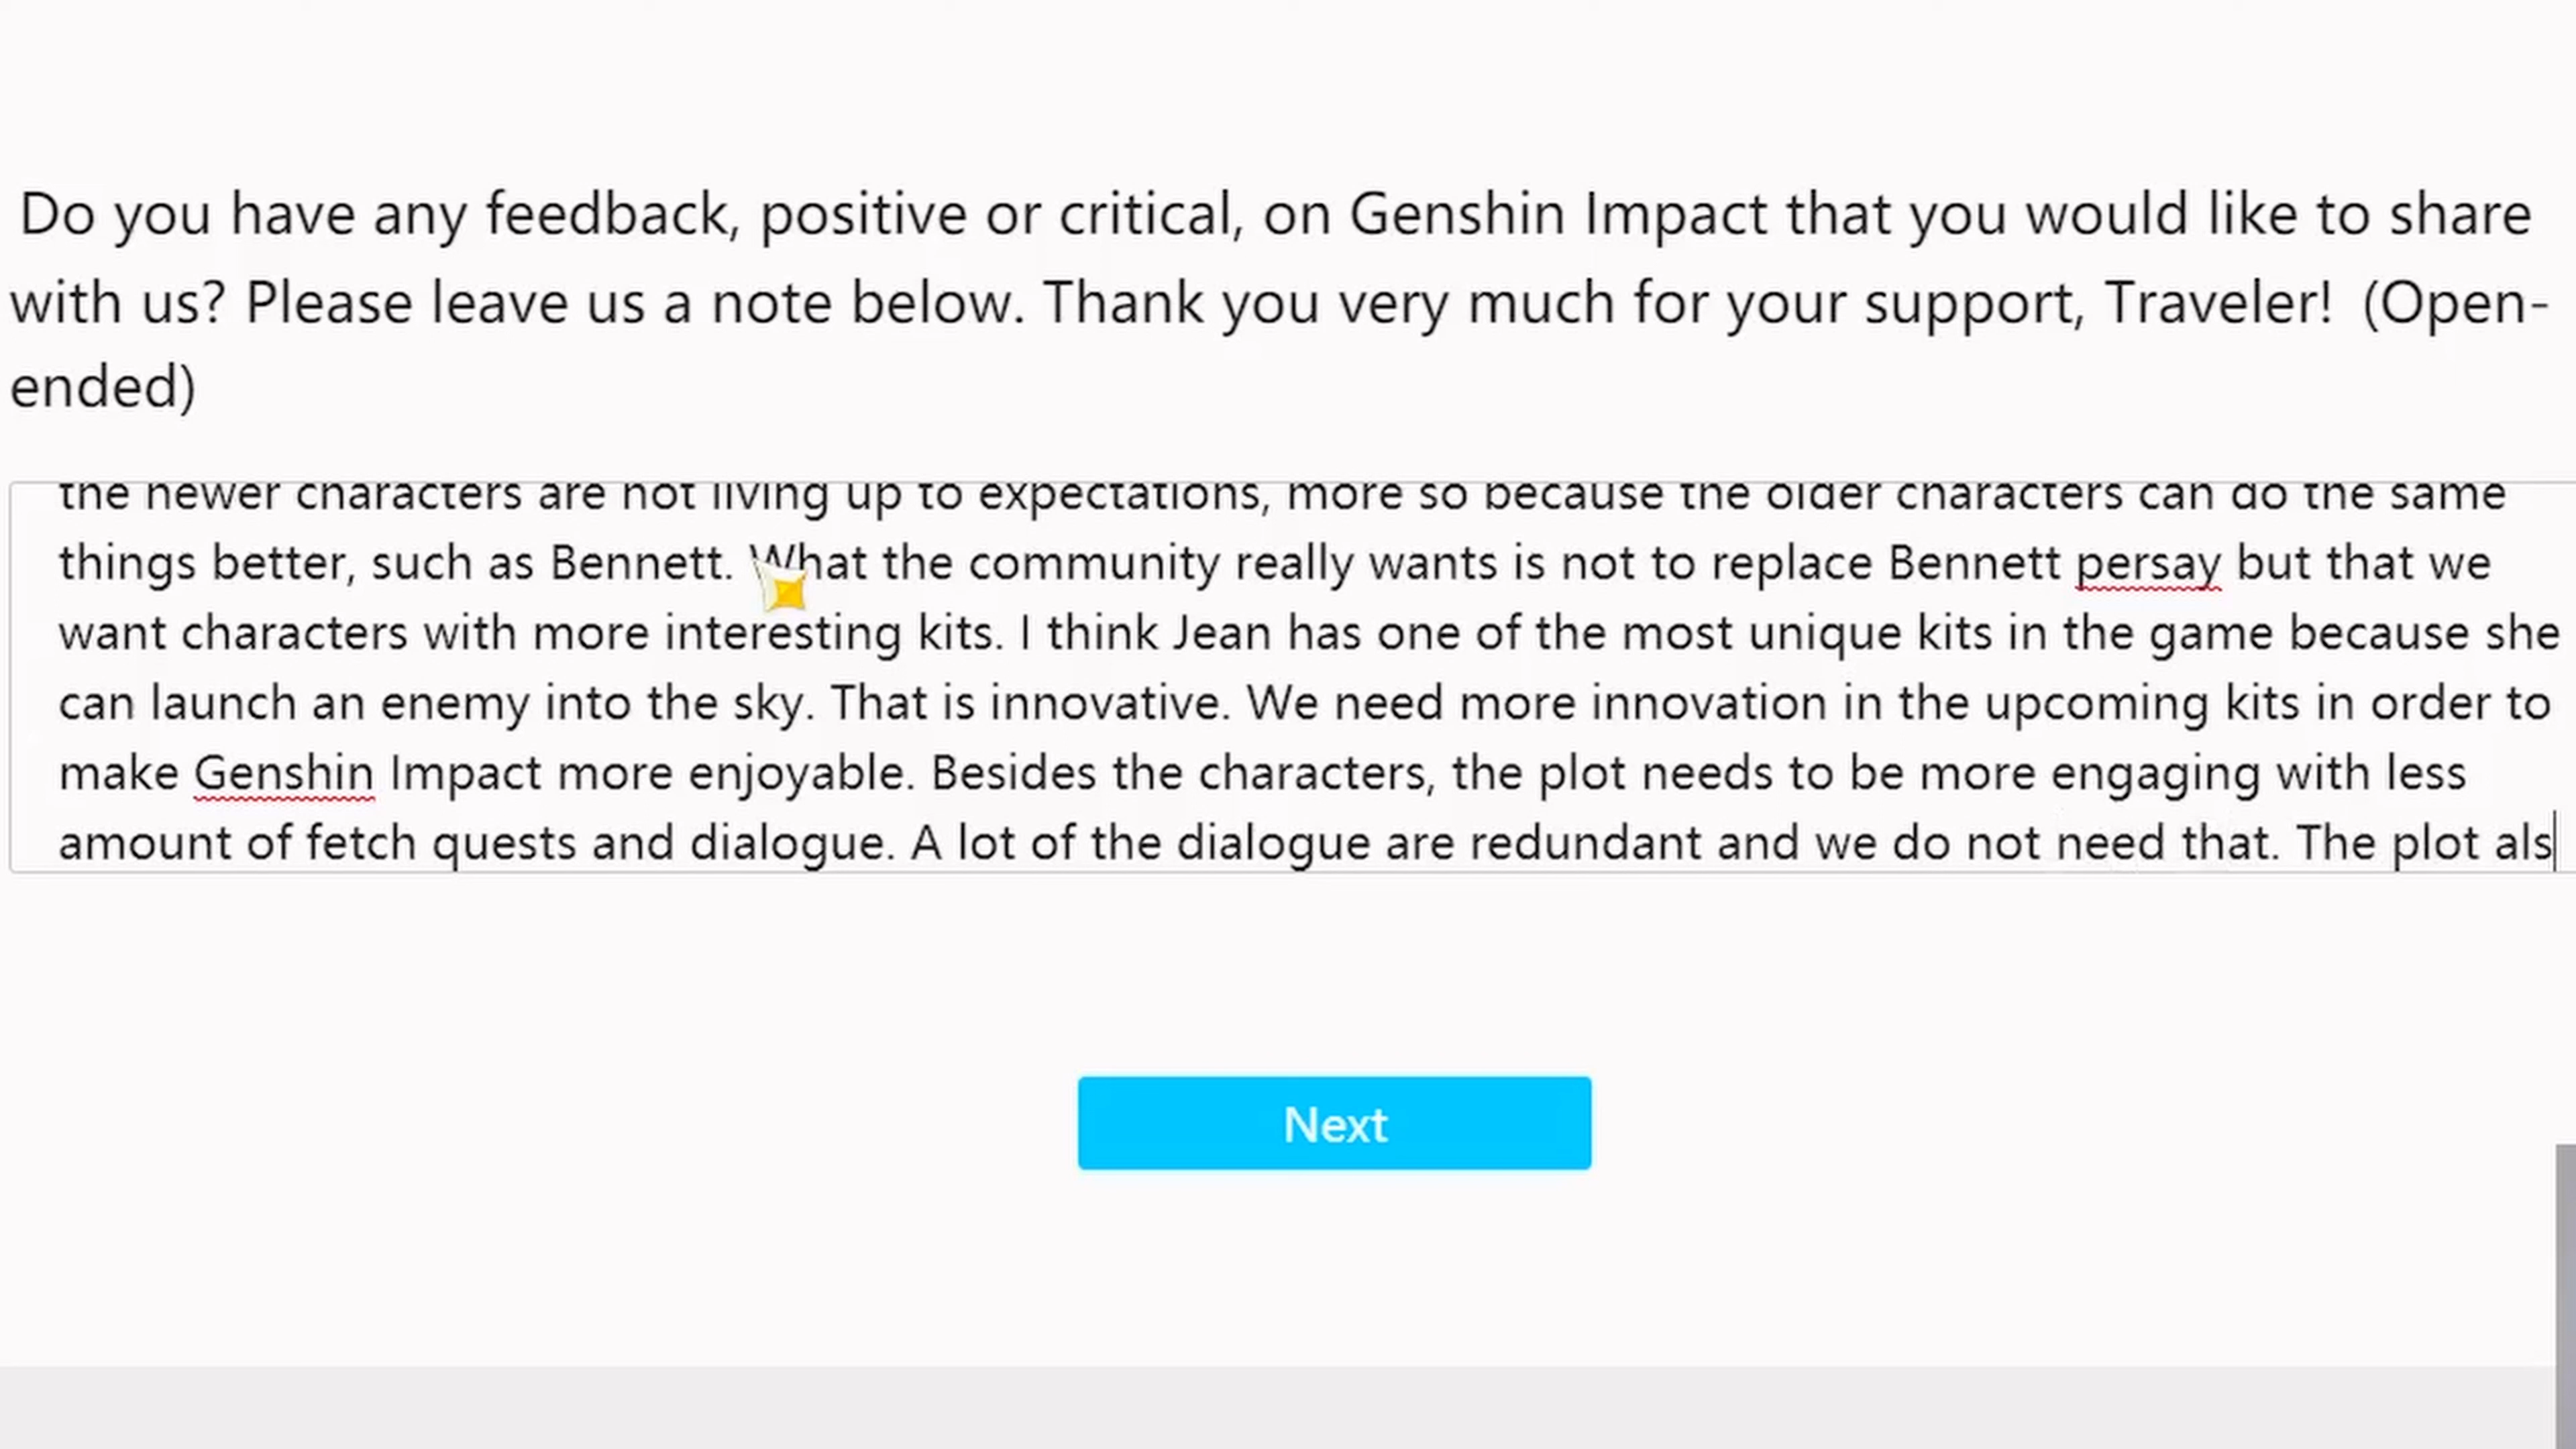 Do you have any feedback, positive or critical, on Genshin Impact that you would like to share
with us? Please leave us a note below. Thank you very much for your support, Traveler! (Open-
ended)
the newer characters are not living up to expectations, more so because the older characters can do the same
things better, such as Bennett. What the community really wants is not to replace Bennett persay but that we
want characters with more interesting kits. I think Jean has one of the most unique kits in the game because she
can launch an enemy into the sky. That is innovative. We need more innovation in the upcoming kits in order to
make Genshin Impact more enjoyable. Besides the characters, the plot needs to be more engaging with less
amount of fetch quests and dialogue. A lot of the dialogue are redundant and we do not need that. The plot als
Next